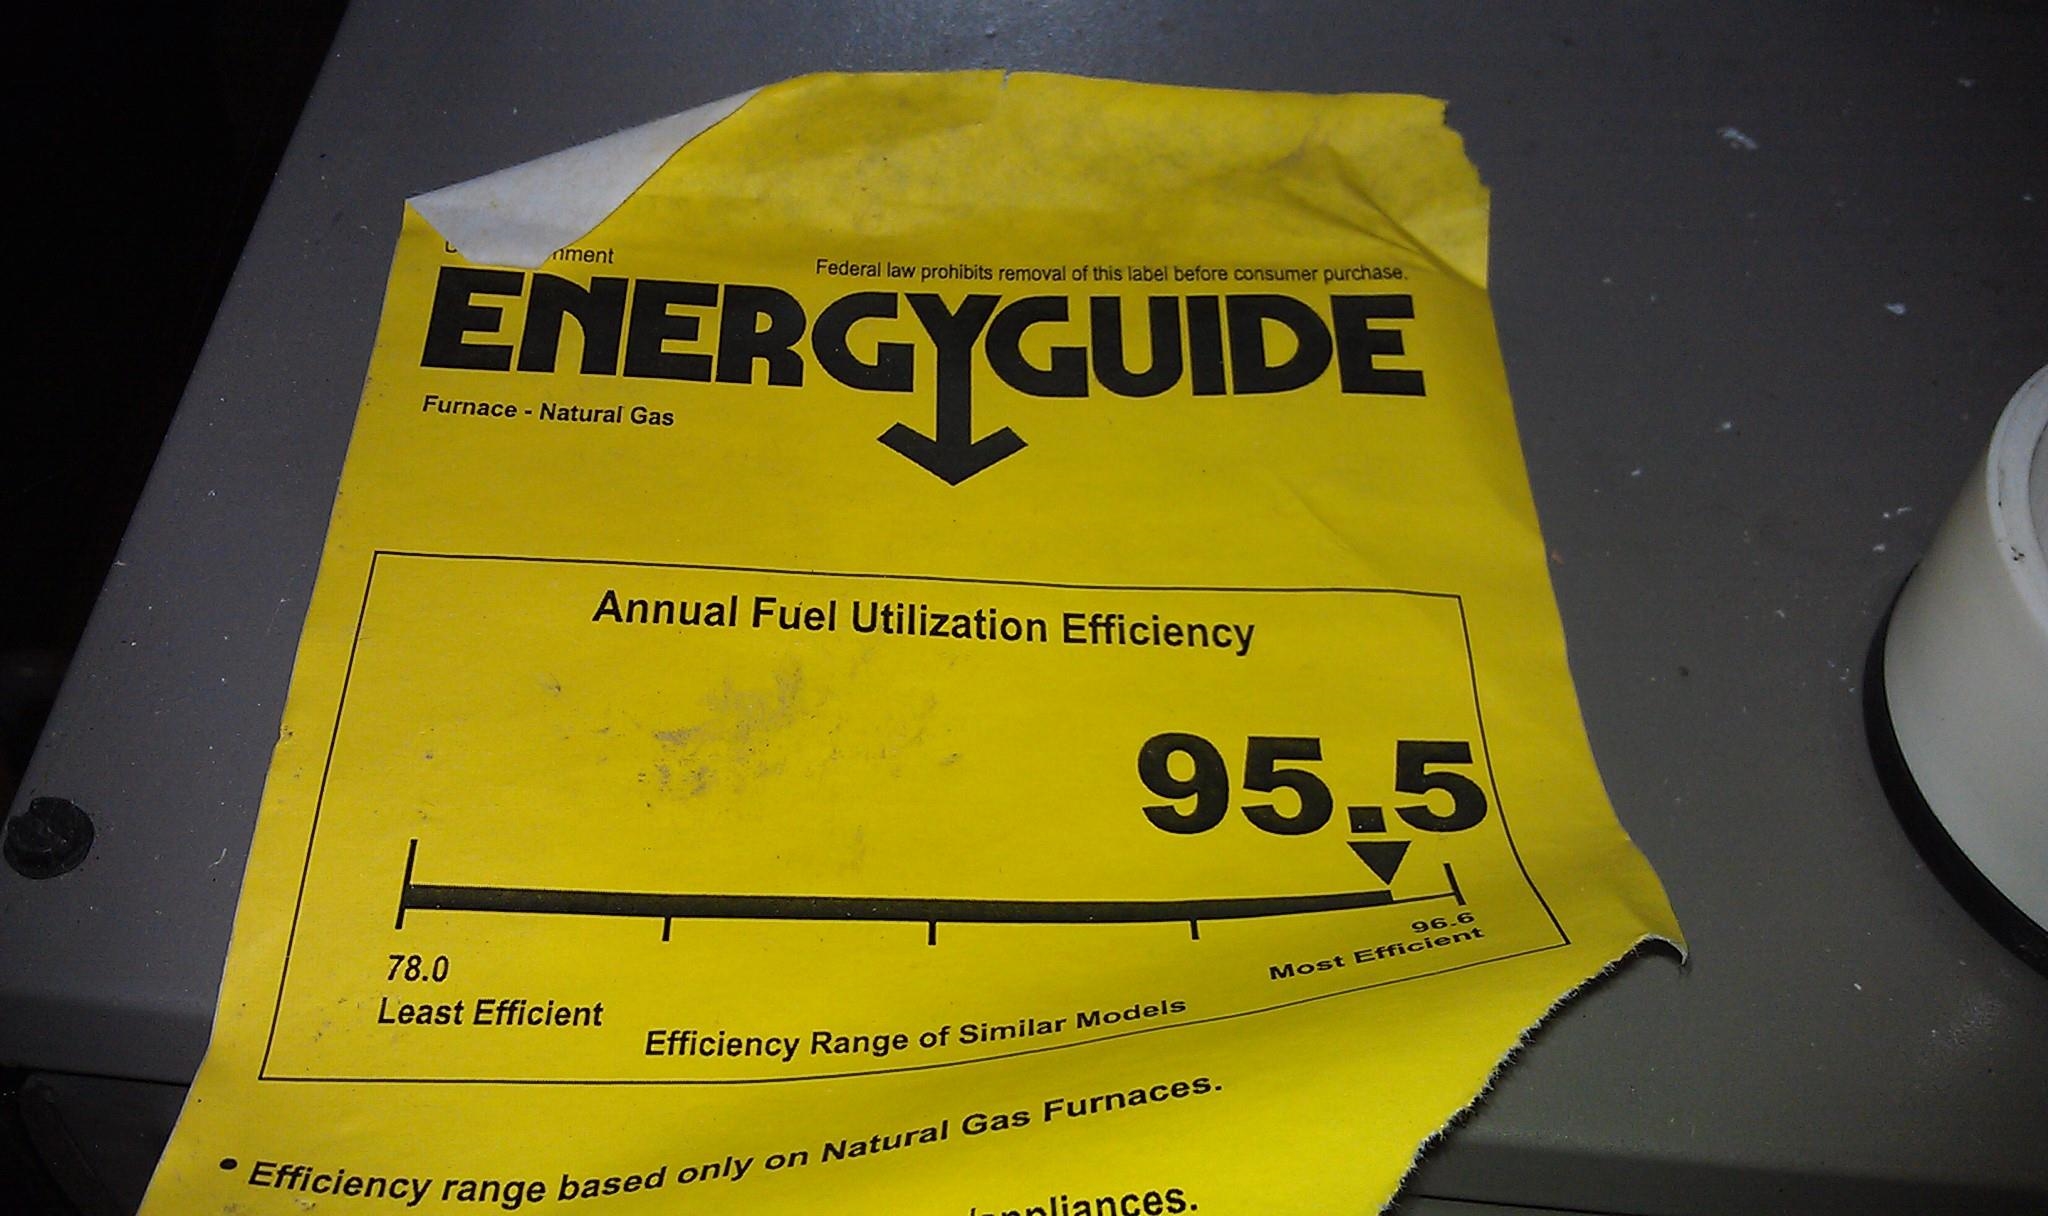 Federal law prohibits removal of this label before consumer purchase.
ENERGYGUIDE
Furnace - Natural Gas
Annual Fuel Utilization Efficiency
95.5
78.0
Least Efficient
96.6
Most Efficient
Efficiency Range of Similar Models
• Efficiency range based only on Natural Gas Furnaces.